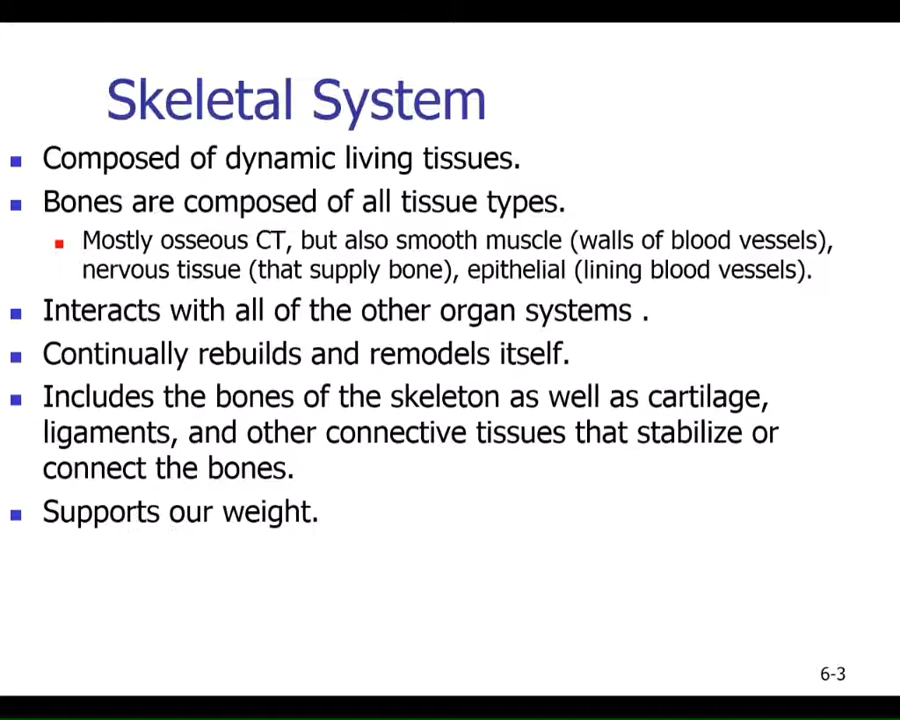 Skeletal System
Composed of dynamic living tissues.
Bones are composed of all tissue types.
Mostly osseous CT, but also smooth muscle (walls of blood vessels),
nervous tissue (that supply bone), epithelial (lining blood vessels).
Interacts with all of the other organ systems .
Continually rebuilds and remodels itself.
Includes the bones of the skeleton as well as cartilage,
ligaments, and other connective tissues that stabilize or
connect the bones.
Supports our weight.
6-3